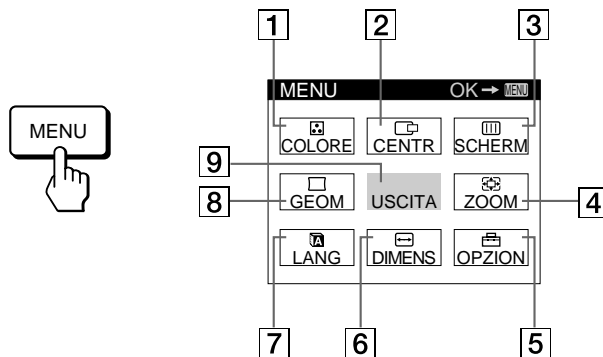 1 2 3
MENU OK→ MENU
MENU
COLORE CENTR SCHERM
9
8 GEOM USCITA ZOOM 4
LANG DIMENS OPZION
7 6 5